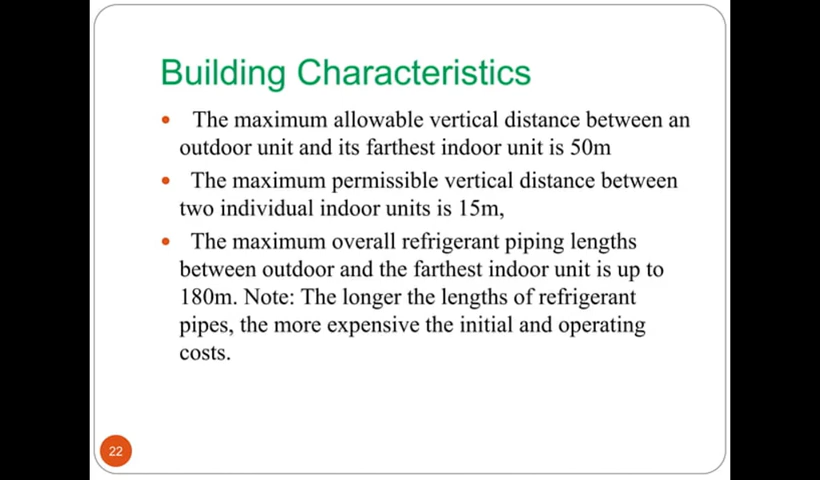 Building Characteristics
• The maximum allowable vertical distance between an
outdoor unit and its farthest indoor unit is 50m
• The maximum permissible vertical distance between
two individual indoor units is 15m,
• The maximum overall refrigerant piping lengths
between outdoor and the farthest indoor unit is up to
180m. Note: The longer the lengths of refrigerant
pipes, the more expensive the initial and operating
costs.
22